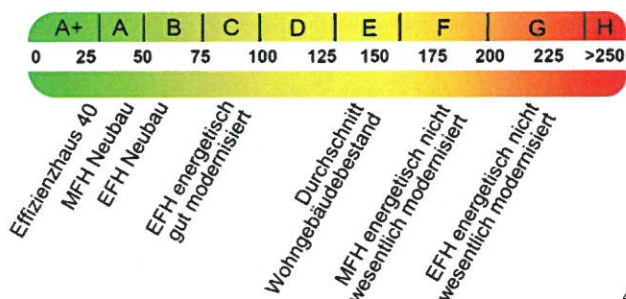 A+ A B C D E F G H
0 25 50 75 100 125 150 175 200 225 >250
Effizienzhaus 40
MFH Neubau
EFH Neubau
EFH energetisch
gut modernisiert
Durchschnitt
Wohngebäudebestand
MFH energetisch nicht
wesentlich modernisiert
EFH energetisch nicht
wesentlich modernisiert